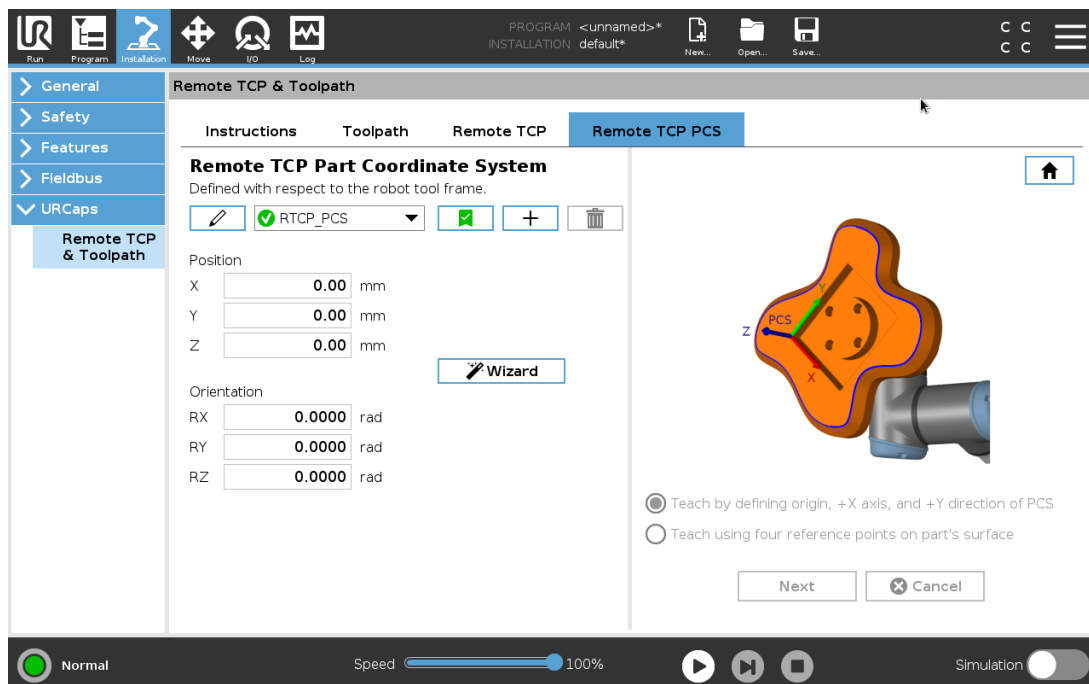 PROGRAM <unnamed>*
INSTALLATION default*
New... Open... Save...
C C
C C
Run Program Installation Move I/O Log
General
Safety
Features
Fieldbus
URCaps
Remote TCP
& Toolpath
Remote TCP & Toolpath
Instructions Toolpath Remote TCP Remote TCP PCS
Remote TCP Part Coordinate System
Defined with respect to the robot tool frame.
RTCP_PCS
Position
X 0.00 mm
Y 0.00 mm
Z 0.00 mm
Wizard
Orientation
RX 0.0000 rad
RY 0.0000 rad
RZ 0.0000 rad
Y
PCS
Z
X
Teach by defining origin, +X axis, and +Y direction of PCS
Teach using four reference points on part's surface
Next Cancel
Normal Speed 100% Simulation